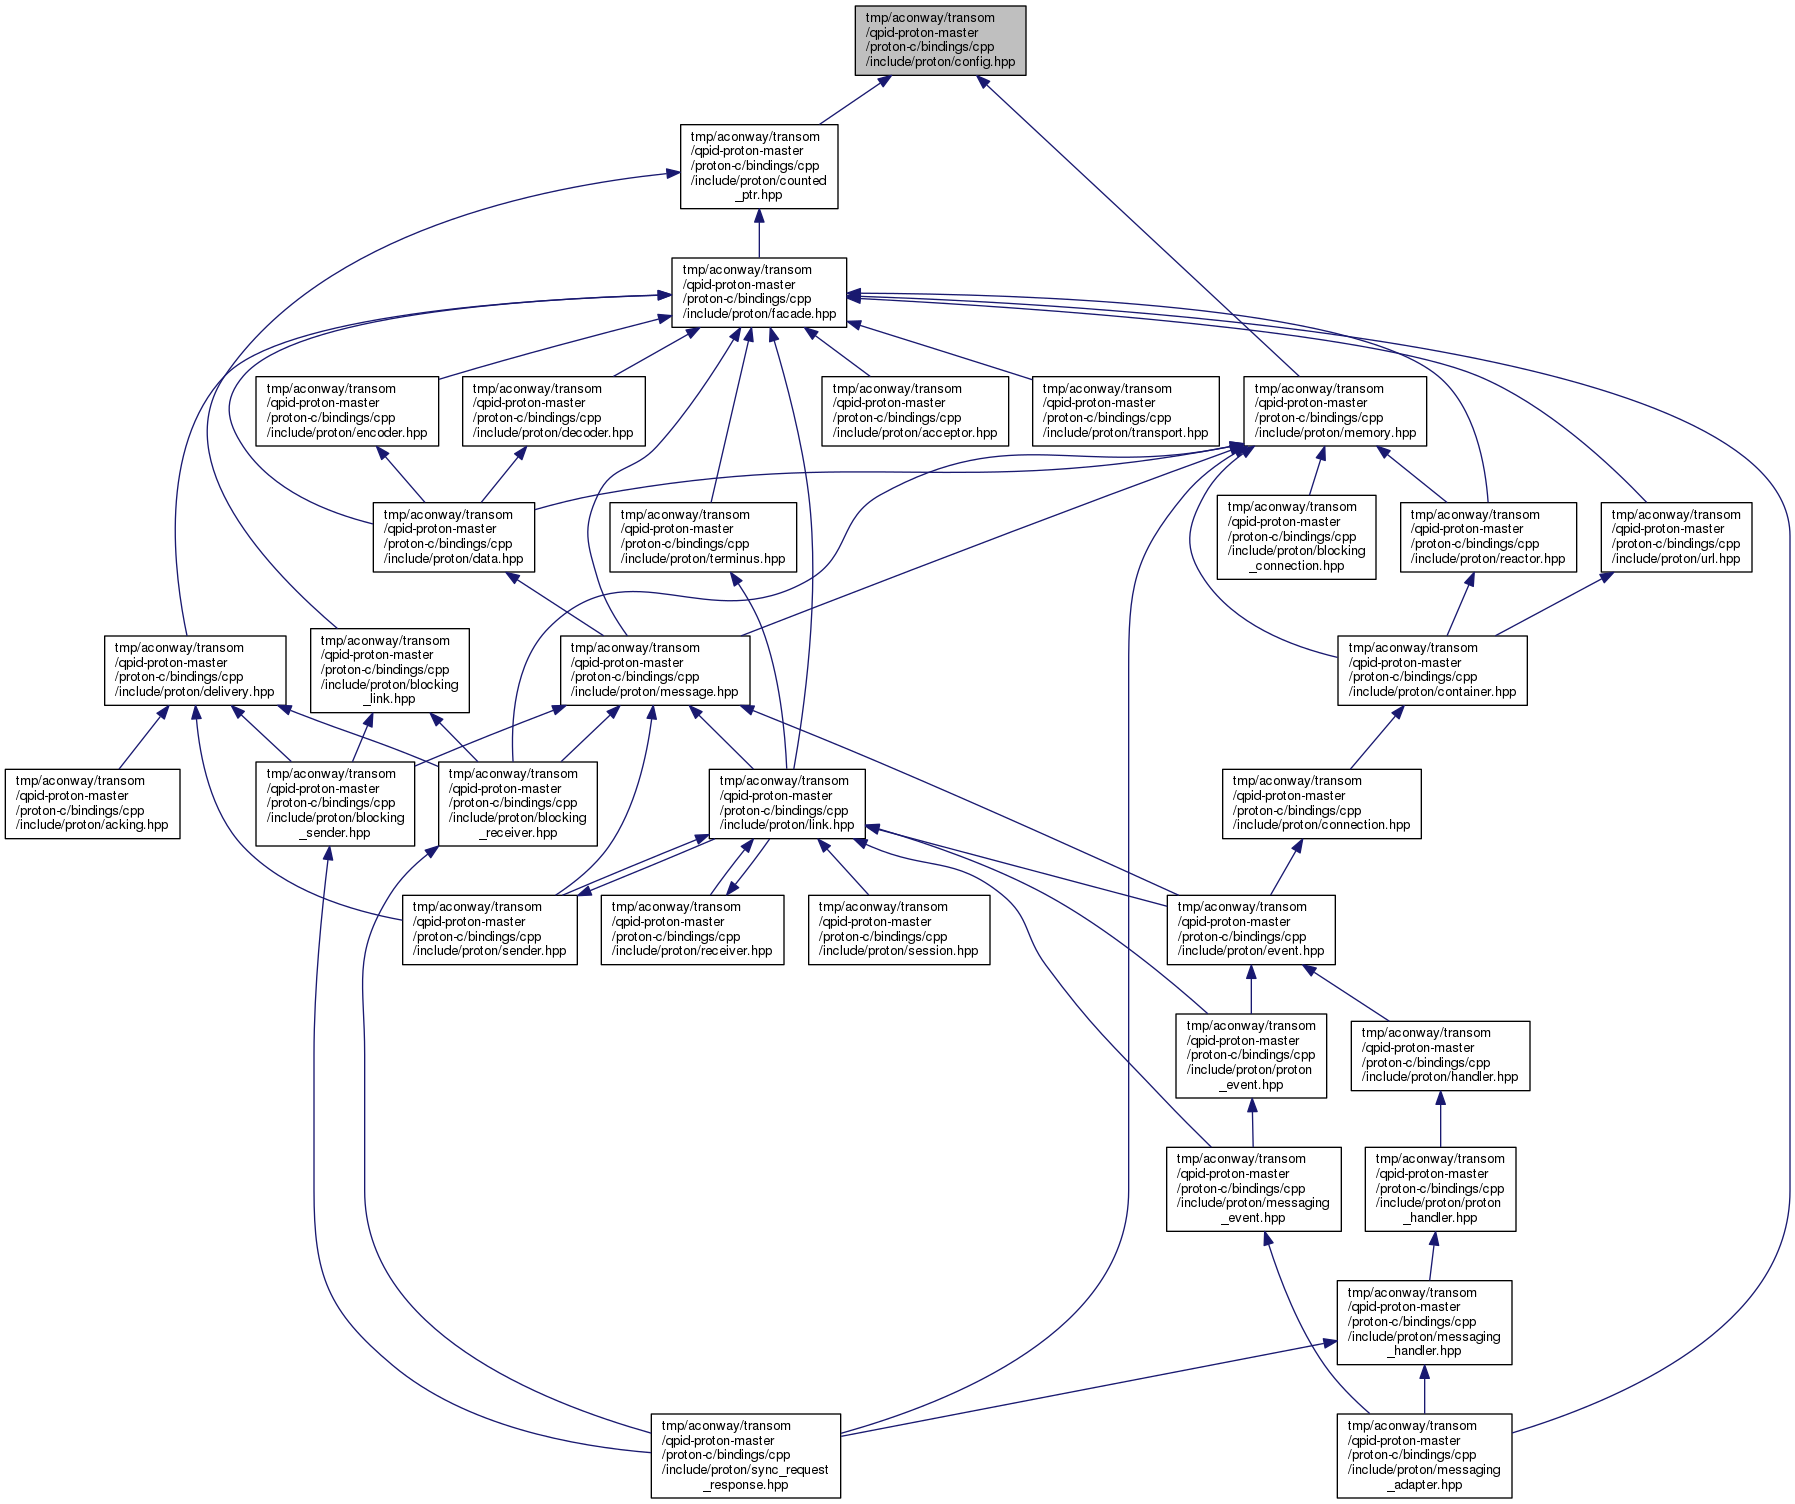 tmp/aconway/transom
/qpid-proton-master
/proton-c/bindings/cpp
/include/proton/config.hpp
tmp/aconway/transom
/qpid-proton-master
/proton-c/bindings/cpp
/include/proton/counted
_ptr.hpp
tmp/aconway/transom
/qpid-proton-master
/proton-c/bindings/cpp
/include/proton/facade.hpp
tmp/aconway/transom
/qpid-proton-master
/proton-c/bindings/cpp
/include/proton/encoder.hpp
tmp/aconway/transom
/qpid-proton-master
/proton-c/bindings/cpp
/include/proton/decoder.hpp
tmp/aconway/transom
/qpid-proton-master
/proton-c/bindings/cpp
/include/proton/acceptor.hpp
tmp/aconway/transom
/qpid-proton-master
/proton-c/bindings/cpp
/include/proton/transport.hpp
tmp/aconway/transom
/qpid-proton-master
/proton-c/bindings/cpp
/include/proton/memory.hpp
tmp/aconway/transom
/qpid-proton-master
/proton-c/bindings/cpp
/include/proton/data.hpp
tmp/aconway/transom
/qpid-proton-master
/proton-c/bindings/cpp
/include/proton/terminus.hpp
tmp/aconway/transom
/qpid-proton-master
/proton-c/bindings/cpp
/include/proton/blocking
_connection.hpp
tmp/aconway/transom
/qpid-proton-master
/proton-c/bindings/cpp
/include/proton/reactor.hpp
tmp/aconway/transom
/qpid-proton-master
/proton-c/bindings/cpp
/include/proton/url.hpp
tmp/aconway/transom
/qpid-proton-master
/proton-c/bindings/cpp
/include/proton/delivery.hpp
tmp/aconway/transom
/qpid-proton-master
/proton-c/bindings/cpp
/include/proton/blocking
_link.hpp
tmp/aconway/transom
/qpid-proton-master
/proton-c/bindings/cpp
/include/proton/message.hpp
tmp/aconway/transom
/qpid-proton-master
/proton-c/bindings/cpp
/include/proton/container.hpp
tmp/aconway/transom
/qpid-proton-master
/proton-c/bindings/cpp
/include/proton/acking.hpp
tmp/aconway/transom
/qpid-proton-master
/proton-c/bindings/cpp
/include/proton/blocking
_sender.hpp
tmp/aconway/transom
/qpid-proton-master
/proton-c/bindings/cpp
/include/proton/blocking
_receiver.hpp
tmp/aconway/transom
/qpid-proton-master
/proton-c/bindings/cpp
/include/proton/link.hpp
tmp/aconway/transom
/qpid-proton-master
/proton-c/bindings/cpp
/include/proton/connection.hpp
tmp/aconway/transom
/qpid-proton-master
/proton-c/bindings/cpp
/include/proton/sender.hpp
tmp/aconway/transom
/qpid-proton-master
/proton-c/bindings/cpp
/include/proton/receiver.hpp
tmp/aconway/transom
/qpid-proton-master
/proton-c/bindings/cpp
/include/proton/session.hpp
tmp/aconway/transom
/qpid-proton-master
/proton-c/bindings/cpp
/include/proton/event.hpp
tmp/aconway/transom
/qpid-proton-master
/proton-c/bindings/cpp
/include/proton/proton
_event.hpp
tmp/aconway/transom
/qpid-proton-master
/proton-c/bindings/cpp
/include/proton/handler.hpp
tmp/aconway/transom
/qpid-proton-master
/proton-c/bindings/cpp
/include/proton/messaging
_event.hpp
tmp/aconway/transom
/qpid-proton-master
/proton-c/bindings/cpp
/include/proton/proton
_handler.hpp
tmp/aconway/transom
/qpid-proton-master
/proton-c/bindings/cpp
/include/proton/messaging
_handler.hpp
tmp/aconway/transom
/qpid-proton-master
/proton-c/bindings/cpp
/include/proton/sync_request
_response.hpp
tmp/aconway/transom
/qpid-proton-master
/proton-c/bindings/cpp
/include/proton/messaging
_adapter.hpp